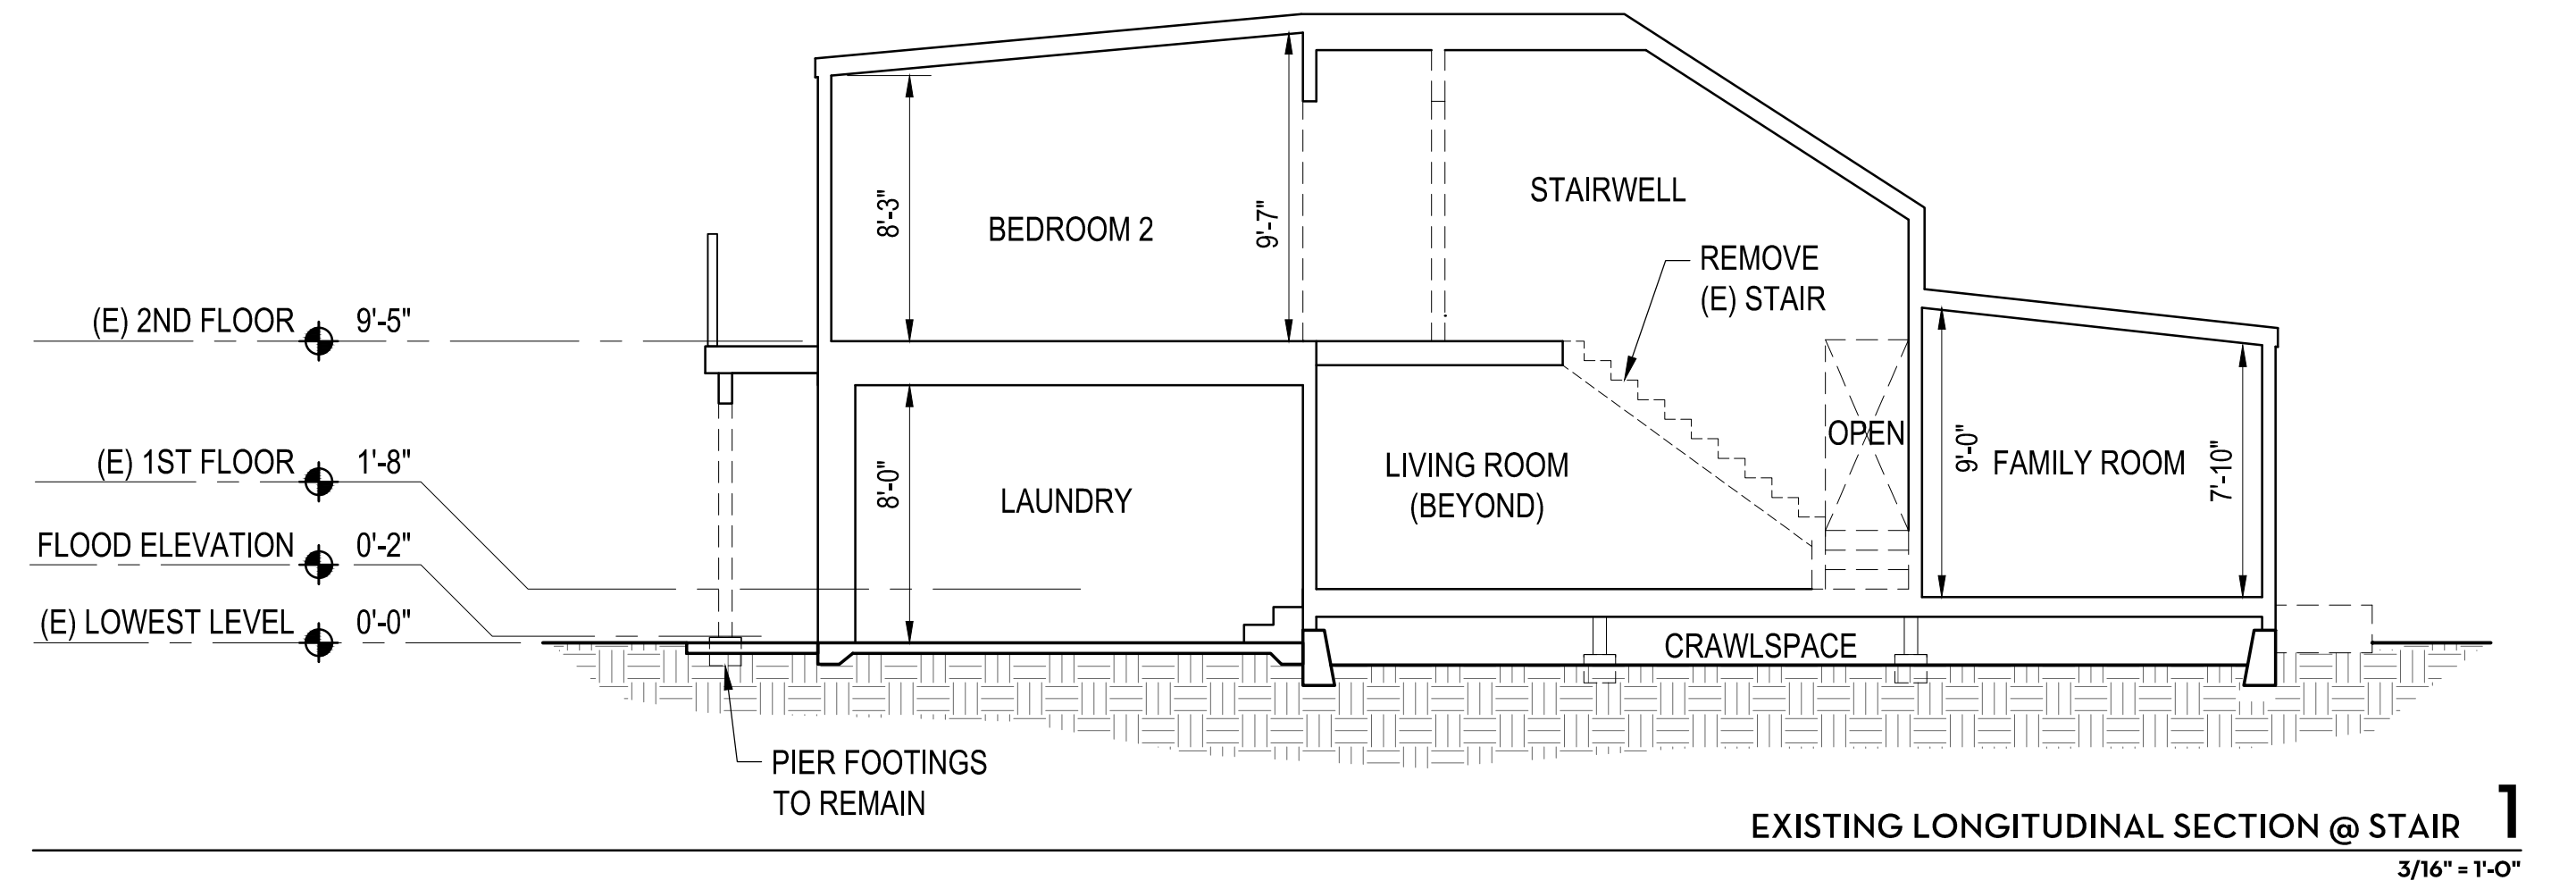 8'-3"
BEDROOM 2
9'-7"
STAIRWELL
REMOVE
(E) STAIR
(E) 2ND FLOOR 9'-5"
(E) 1ST FLOOR 1'-8"
FLOOD ELEVATION 0'-2"
(E) LOWEST LEVEL 0'-0"
8'-0"
LAUNDRY
LIVING ROOM
(BEYOND)
OPEN
9'-0"
FAMILY ROOM
7'-10"
CRAWLSPACE
PIER FOOTINGS
TO REMAIN
EXISTING LONGITUDINAL SECTION @ STAIR 1
3/16" = 1'-0"